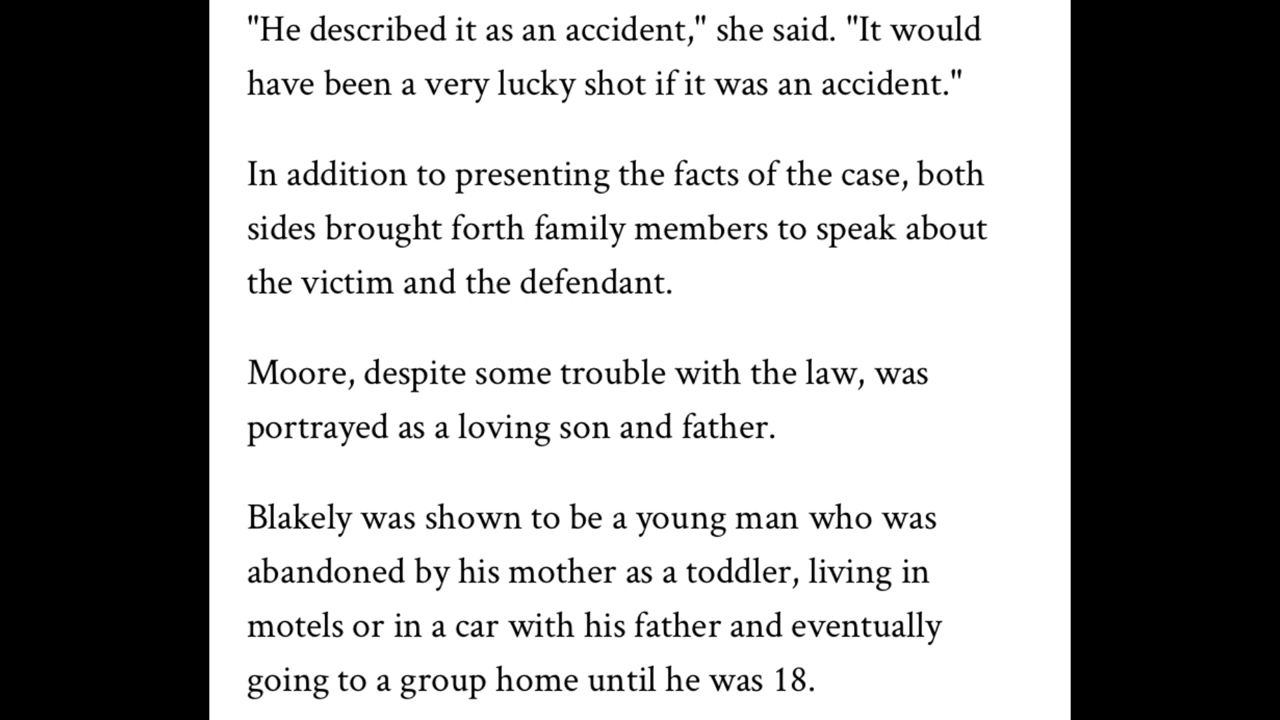 "He described it as an accident," she said. "It would
have been a very lucky shot if it was an accident."
In addition to presenting the facts of the case, both
sides brought forth family members to speak about
the victim and the defendant.
Moore, despite some trouble with the law, was
portrayed as a loving son and father.
Blakely was shown to be a young man who was
abandoned by his mother as a toddler, living in
motels or in a car with his father and eventually
going to a group home until he was 18.